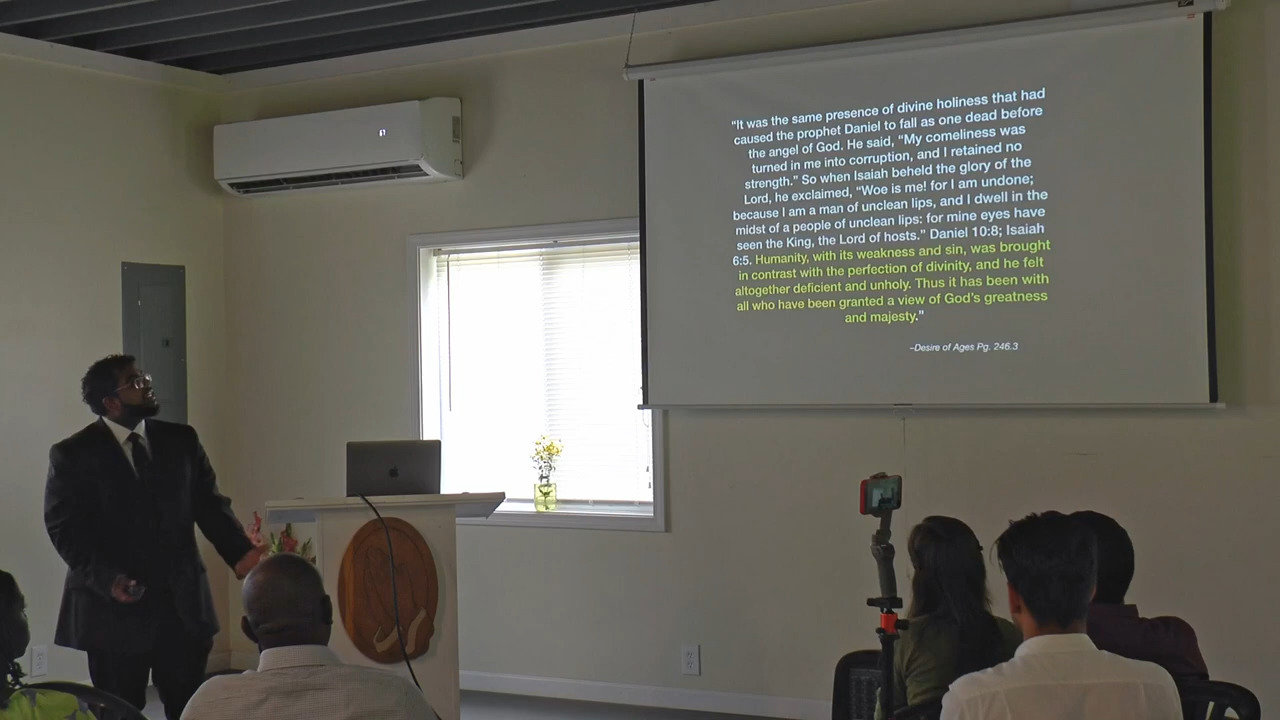 “It was the same presence of divine holiness that had
caused the prophet Daniel to fall as one dead before
the angel of God. He said, “My comeliness was
turned in me into corruption, and I retained no
strength.” So when Isaiah beheld the glory of the
Lord, he exclaimed, “Woe is me! for I am undone;
because I am a man of unclean lips, and I dwell in the
midst of a people of unclean lips: for mine eyes have
seen the King, the Lord of hosts.” Daniel 10:8; Isaiah
6:5. Humanity, with its weakness and sin, was brought
in contrast with the perfection of divinity, and he felt
altogether deficient and unholy. Thus it has been with
all who have been granted a view of God’s greatness
and majesty.”
–Desire of Ages Pg. 246.3